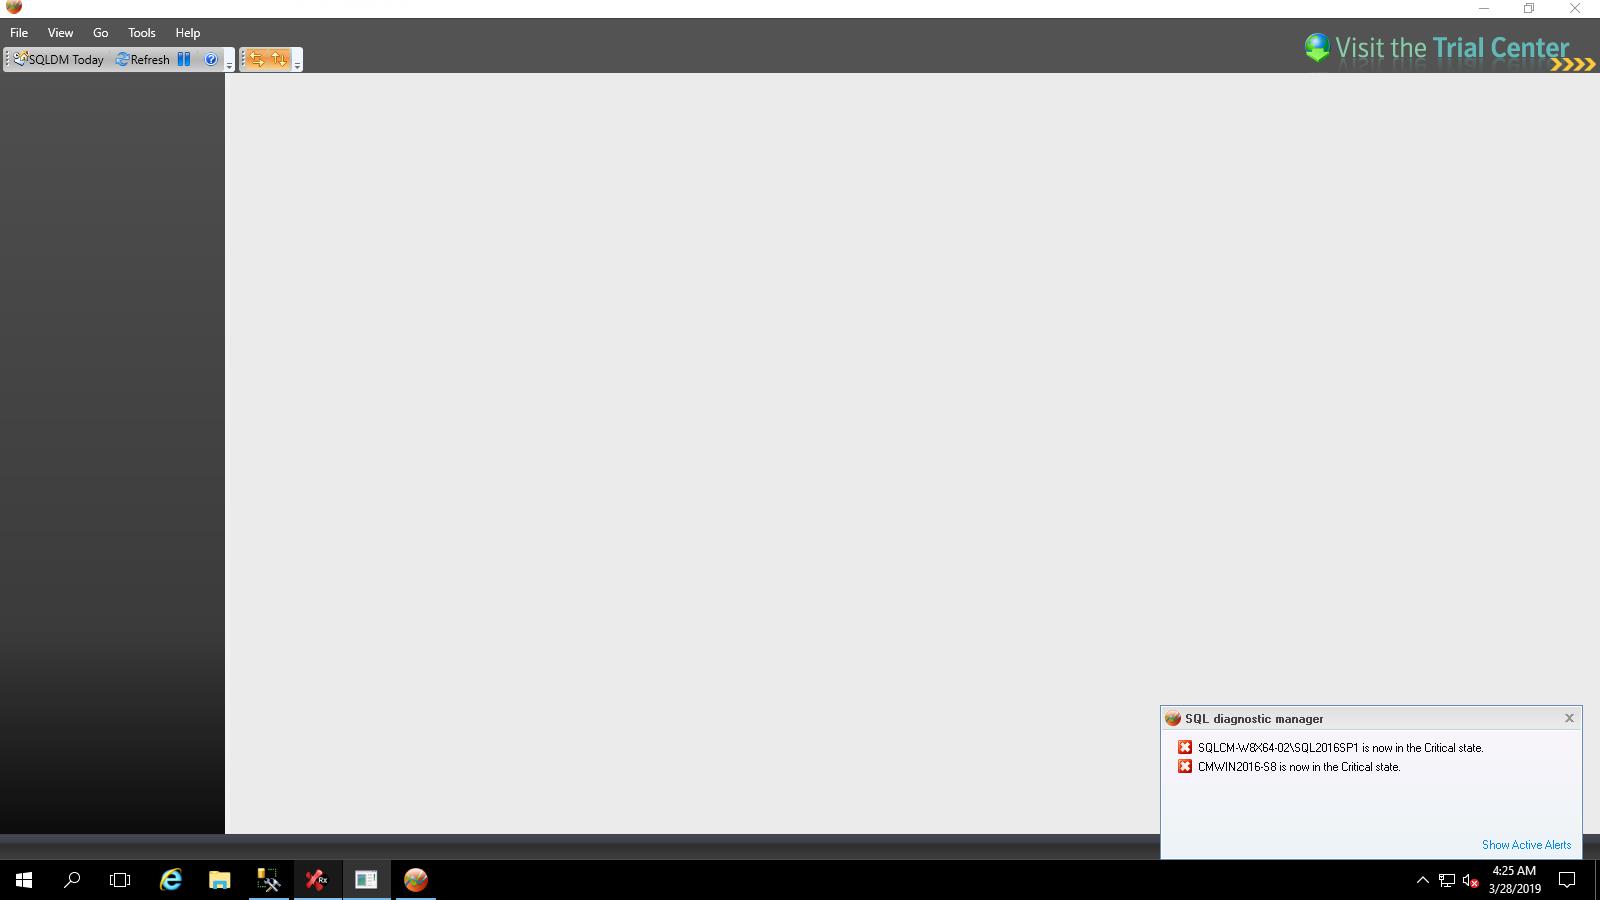 File View Go Tools Help
SQLDM Today Refresh
Visit the Trial Center
SQL diagnostic manager
SQLCM-W8X64-02\SQL2016SP1 is now in the Critical state.
CMWIN2016-S8 is now in the Critical state.
Show Active Alerts
Rx
4:25 AM
3/28/2019